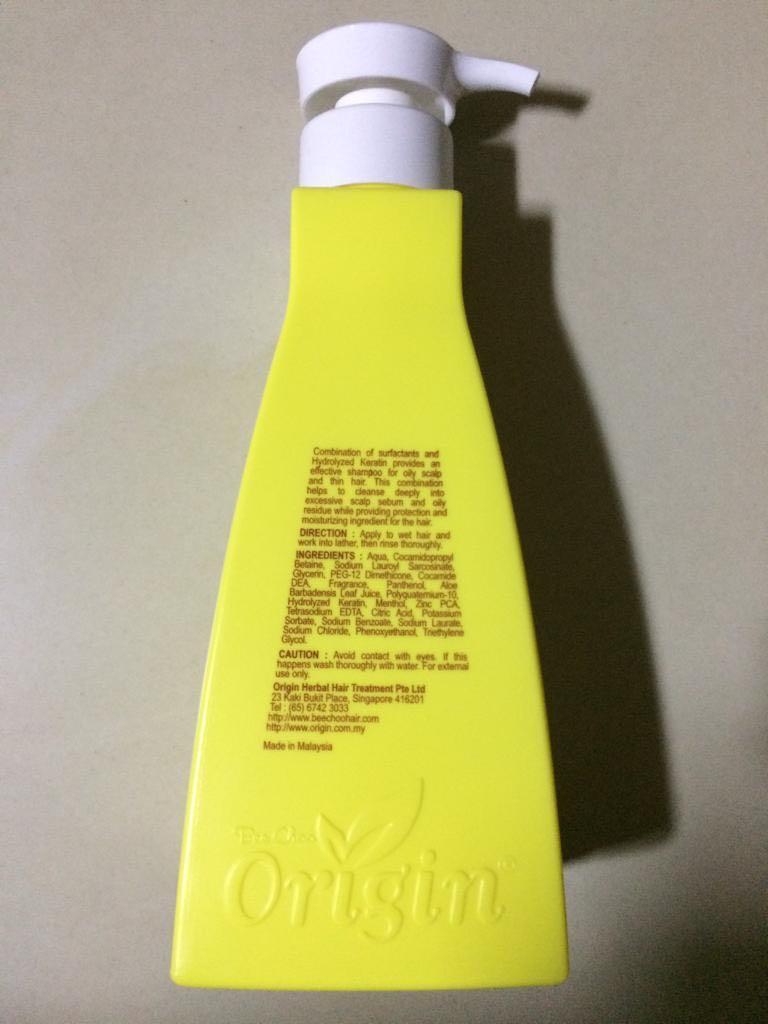 Combination of surfactants and
Hydrolyzed Keratin provides an
effective shampoo for oily scalp
and thin hair. This combination
helps to cleanse deeply into
excessive scalp sebum and oily
residue while providing protection and
moisturizing ingredient for the hair.
DIRECTION : Apply to wet hair and
work into lather, then rinse thoroughly.
INGREDIENTS : Aqua, Cocamidopropyl
Betaine, Sodium Lauroyl Sarcosinate,
Glycerin, PEG-12 Dimethicone, Cocamide
DEA, Fragrance, Panthenol, Aloe
Barbadensis Leaf Juice, Polyquaternium-10,
Hydrolyzed Keratin, Menthol, Zinc PCA,
Tetrasodium EDTA, Citric Acid, Potassium
Sorbate, Sodium Benzoate, Sodium Laurate,
Sodium Chloride, Phenoxyethanol, Triethylene
Glycol.
CAUTION : Avoid contact with eyes. If this
happens wash thoroughly with water. For external
use only.
Origin Herbal Hair Treatment Pte Ltd
23 Kaki Bukit Place, Singapore 416201
Tel : (65) 6742 3033
http://www.beechoohair.com
http://www.origin.com.my
Made in Malaysia
Bee Choo
Origin